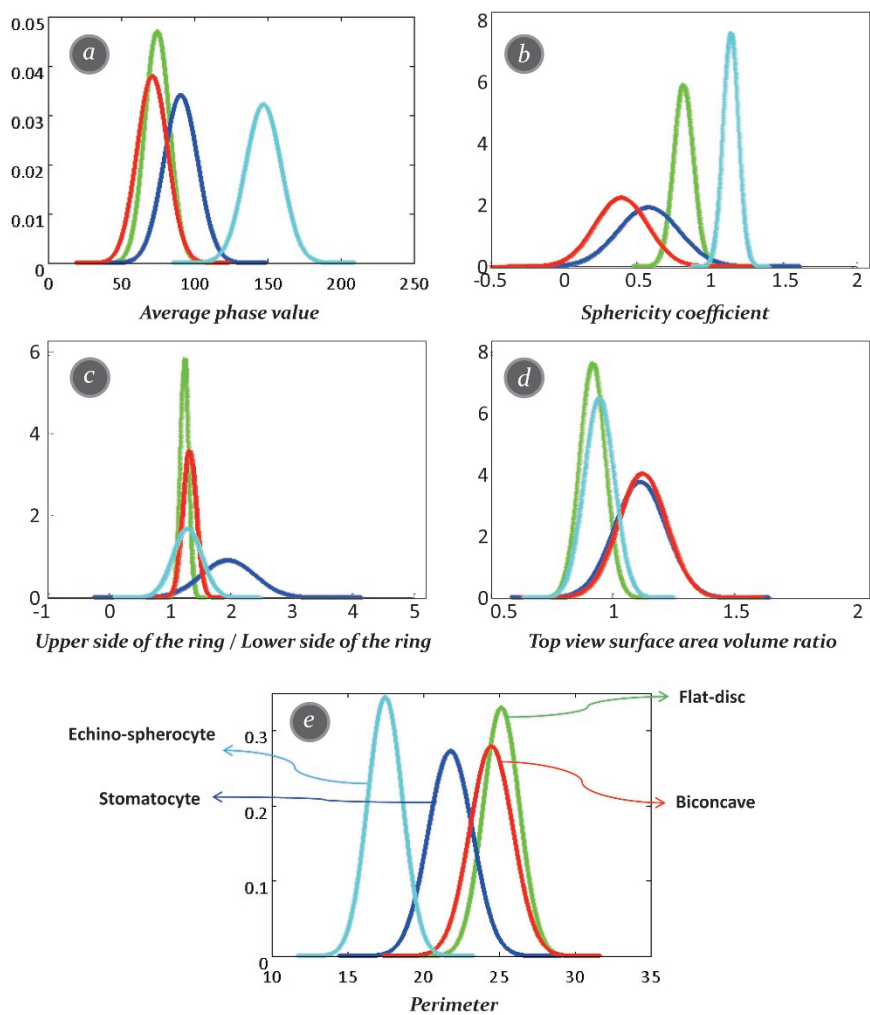 a
0.05
0.04
0.03
0.02
0.01
0
0 50 100 150 200 250
Average phase value
b
8
6
4
2
0
-0.5 0 0.5 1 1.5 2
Sphericity coefficient
c
6
4
2
0
-1 0 1 2 3 4 5
Upper side of the ring / Lower side of the ring
d
8
6
4
2
0
0.5 1 1.5 2
Top view surface area volume ratio
e
Flat-disc
Echino-spherocyte
Stomatocyte
Biconcave
0.3
0.2
0.1
0
10 15 20 25 30 35
Perimeter